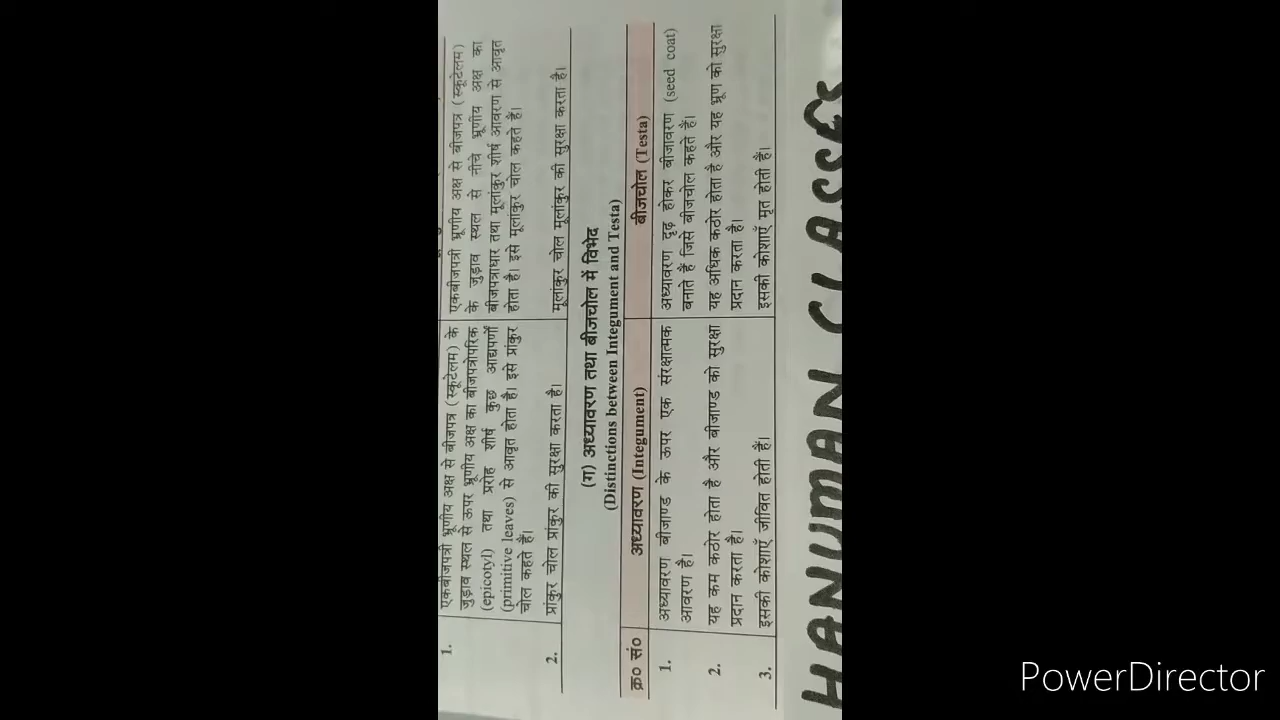 1. एकबीजपत्री भ्रूणीय अक्ष से बीजपत्र (स्कूटेलम) के
जुड़ाव स्थल से ऊपर भ्रूणीय अक्ष का बीजपत्रोपरिक
(epicotyl) तथा प्ररोह शीर्ष कुछ आद्यपर्णों
(primitive leaves) से आवृत होता है। इसे प्रांकुर
चोल कहते हैं।
एकबीजपत्री भ्रूणीय अक्ष से बीजपत्र (स्कूटेलम)
के जुड़ाव स्थल से नीचे भ्रूणीय अक्ष का
बीजपत्राधार तथा मूलांकुर शीर्ष आवरण से आवृत
होता है। इसे मूलांकुर चोल कहते हैं।
2. प्रांकुर चोल प्रांकुर की सुरक्षा करता है।
मूलांकुर चोल मूलांकुर की सुरक्षा करता है।
(ग) अध्यावरण तथा बीजचोल में विभेद
(Distinctions between Integument and Testa)
क्र० सं० अध्यावरण (Integument) बीजचोल (Testa)
1. अध्यावरण बीजाण्ड के ऊपर एक संरक्षात्मक
आवरण है।
अध्यावरण दृढ़ होकर बीजावरण (seed coat)
बनाते हैं जिसे बीजचोल कहते हैं।
2. यह कम कठोर होता है और बीजाण्ड को सुरक्षा
प्रदान करता है।
यह अधिक कठोर होता है और यह भ्रूण को सुरक्षा
प्रदान करता है।
3. इसकी कोशाएँ जीवित होती हैं।
इसकी कोशाएँ मृत होती हैं।
HANUMAN CLASSES
PowerDirector